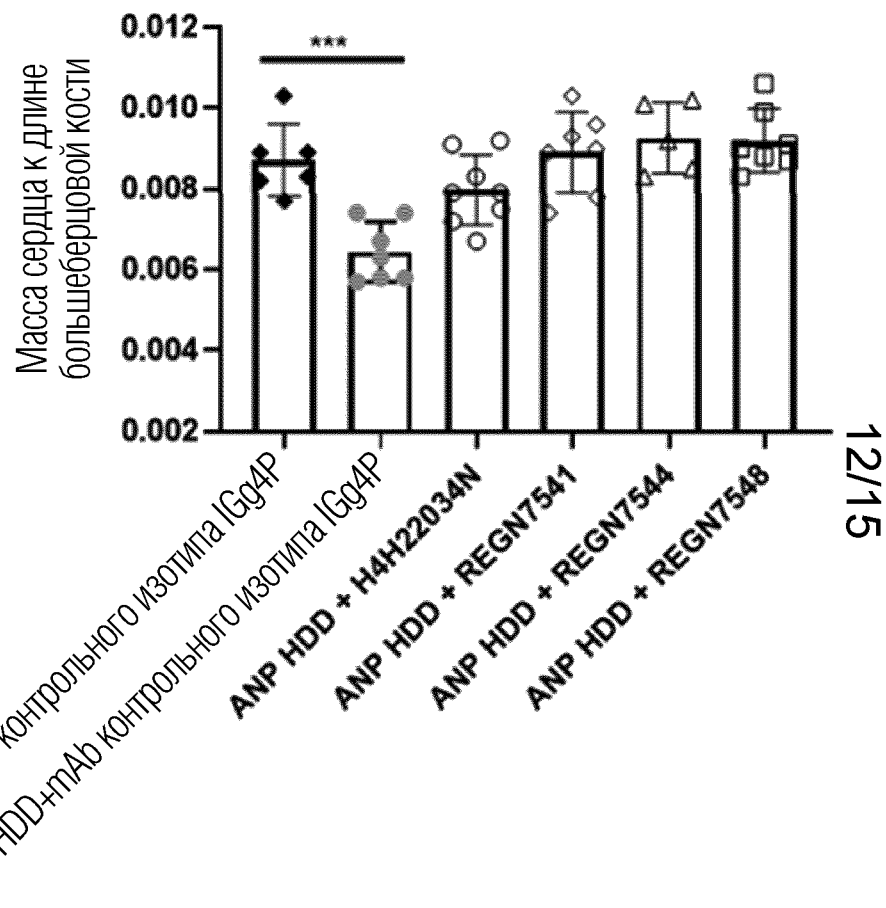 Масса сердца к длине
большеберцовой кости
0.012
0.010
0.008
0.006
0.004
0.002
***
контрольного изотипа IGg4P
HDD+mAb контрольного изотипа IGg4P
ANP HDD + H4H22034N
ANP HDD + REGN7541
ANP HDD + REGN7544
ANP HDD + REGN7548
12/15